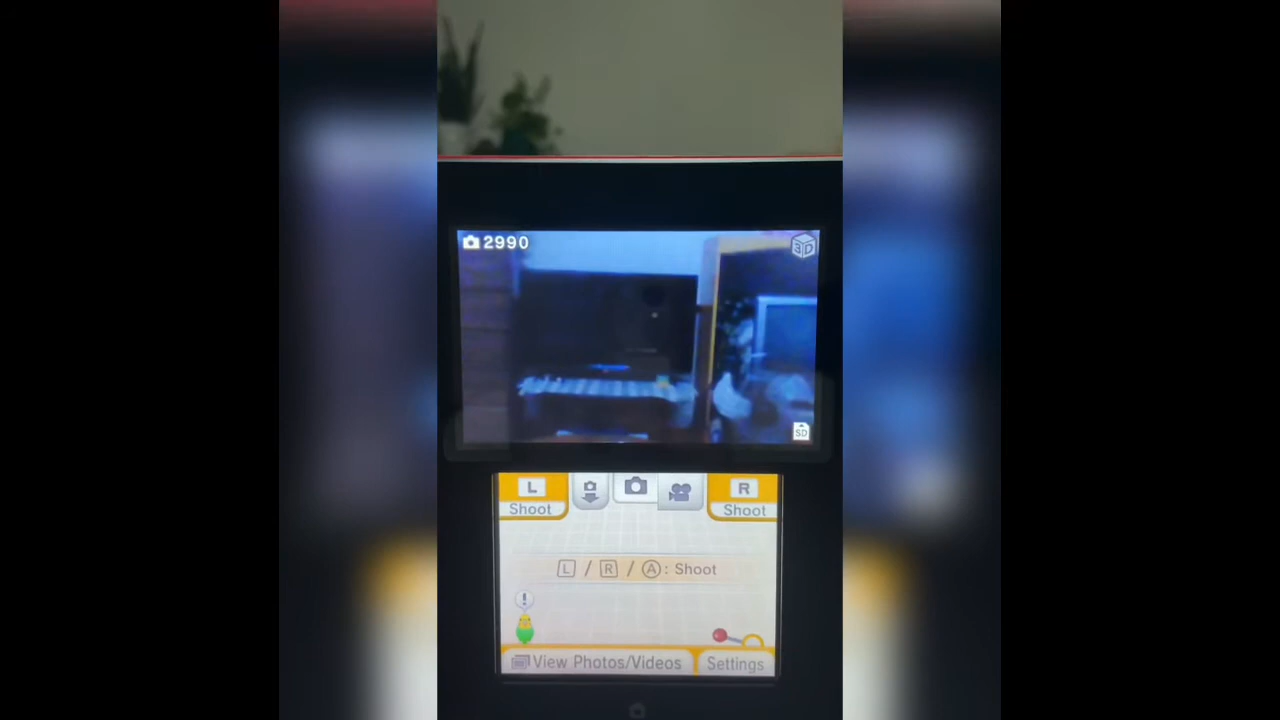 2990
3D
SD
L
R
Shoot
Shoot
L / R / A : Shoot
!
View Photos/Videos
Settings